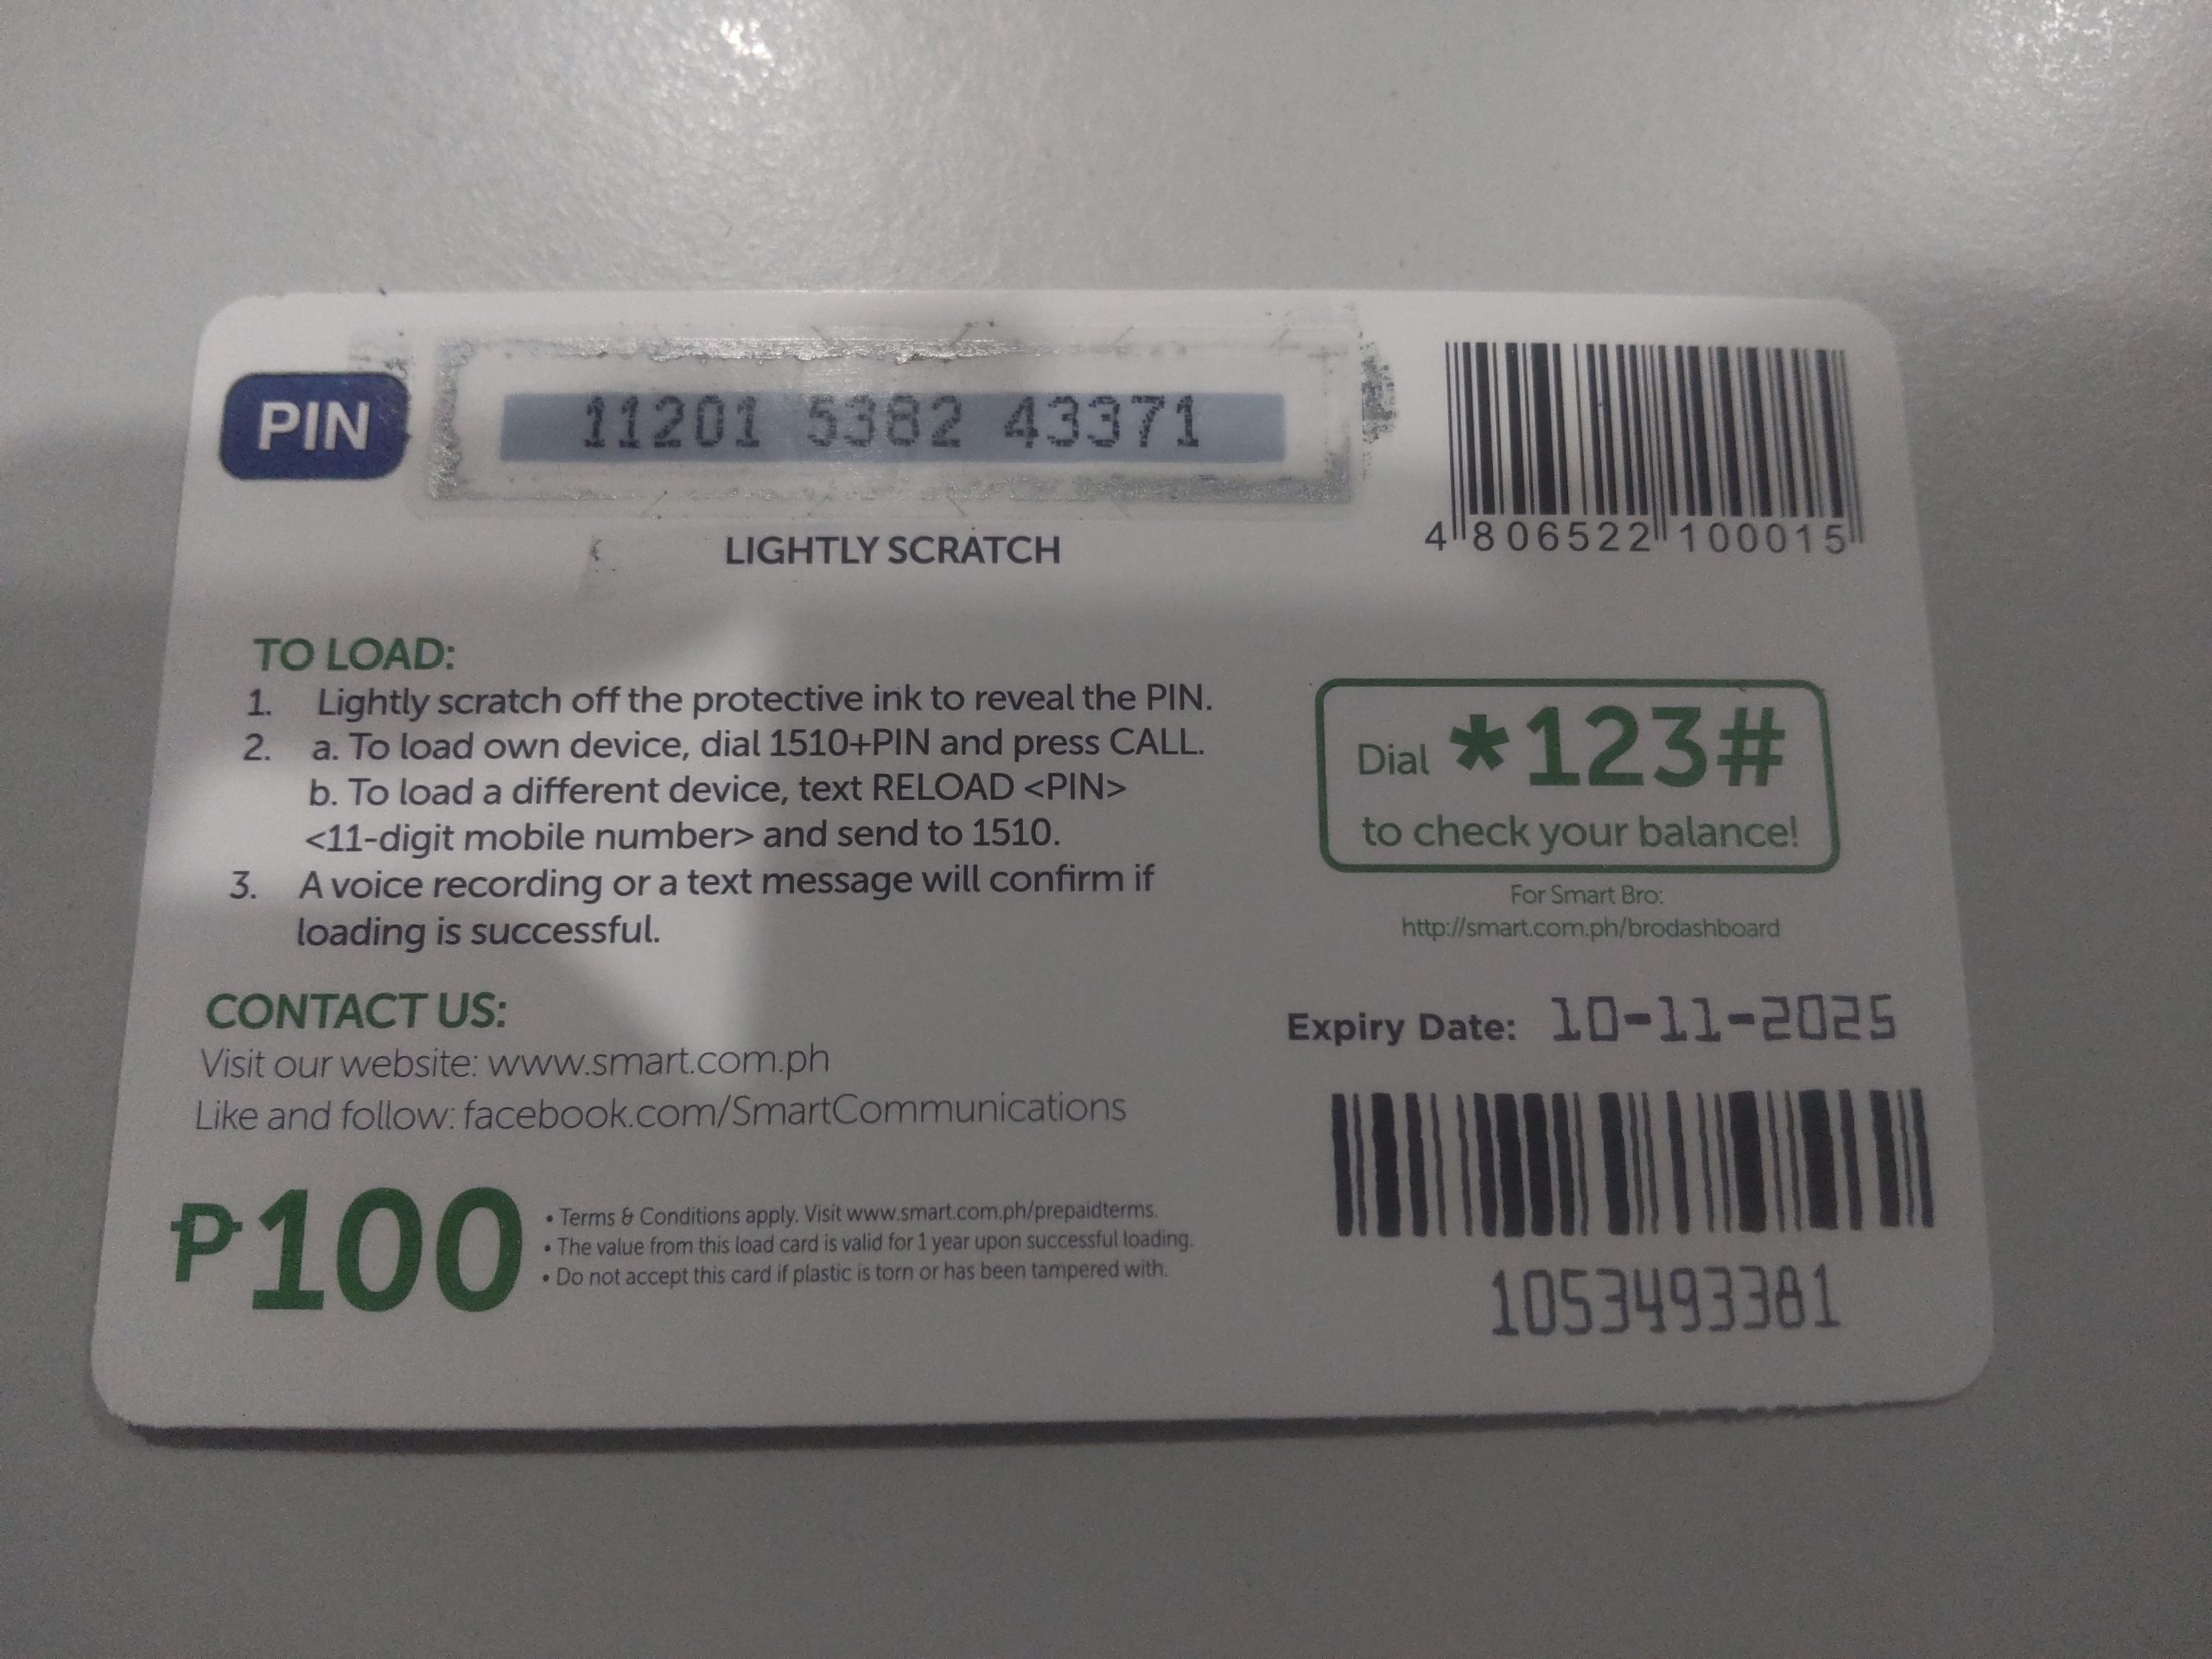 PIN
11201 5382 43371
LIGHTLY SCRATCH
4 806522 100015
TO LOAD:
1. Lightly scratch off the protective ink to reveal the PIN.
2. a. To load own device, dial 1510+PIN and press CALL.
b. To load a different device, text RELOAD <PIN>
<11-digit mobile number> and send to 1510.
3. A voice recording or a text message will confirm if
loading is successful.
Dial *123#
to check your balance!
For Smart Bro:
http://smart.com.ph/brodashboard
CONTACT US:
Visit our website: www.smart.com.ph
Like and follow: facebook.com/SmartCommunications
Expiry Date: 10-11-2025
₱100
• Terms & Conditions apply. Visit www.smart.com.ph/prepaidterms.
• The value from this load card is valid for 1 year upon successful loading.
• Do not accept this card if plastic is torn or has been tampered with.
1053493381